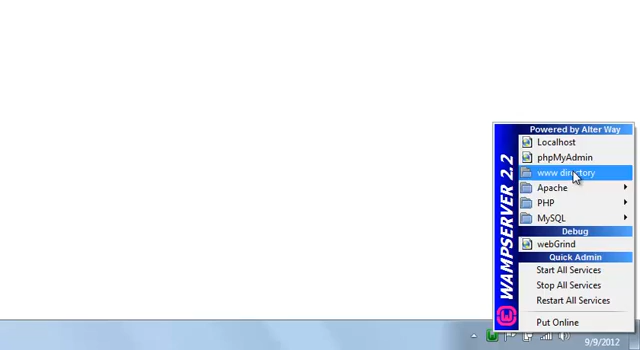 Powered by Alter Way
Localhost
phpMyAdmin
www directory
Apache
PHP
MySQL
Debug
webGrind
Quick Admin
Start All Services
Stop All Services
Restart All Services
Put Online
WAMPSERVER 2.2
9/9/2012